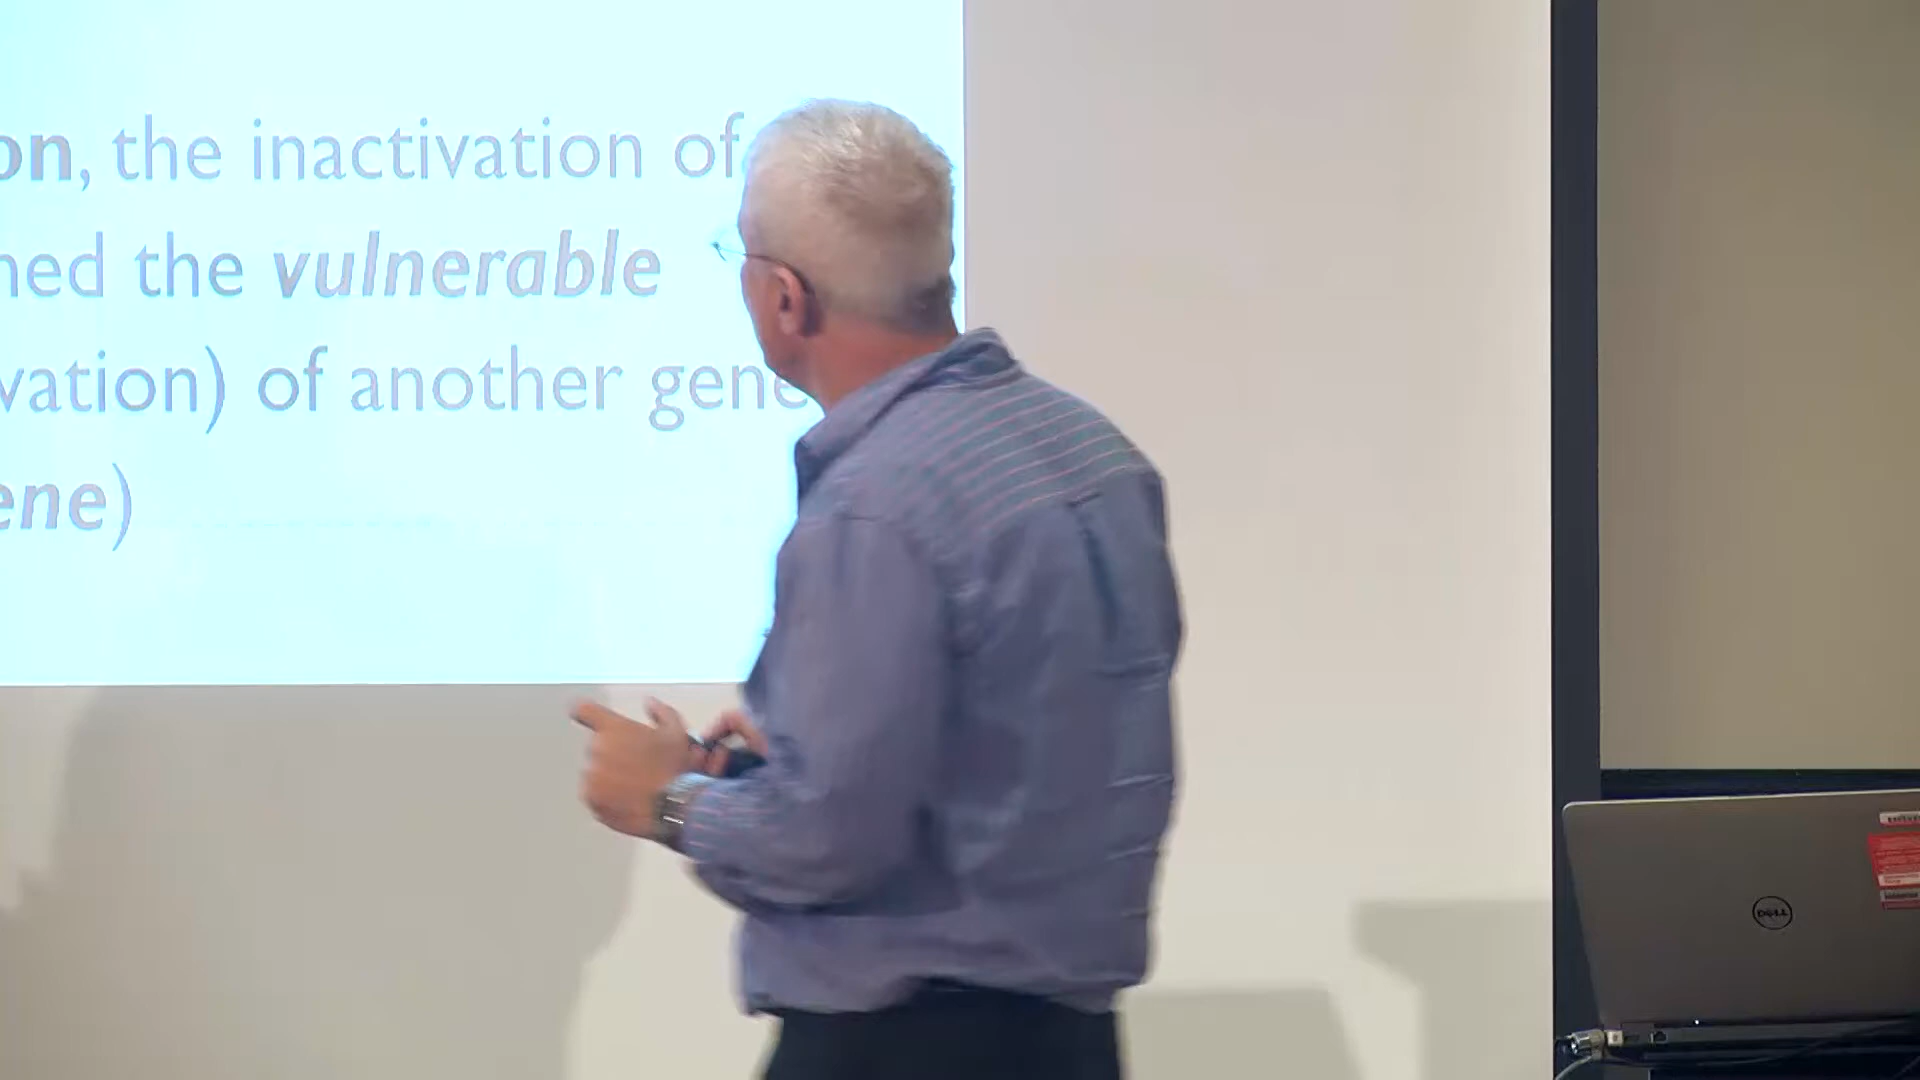 on, the inactivation of
ned the vulnerable
vation) of another gene
ene)
DELL